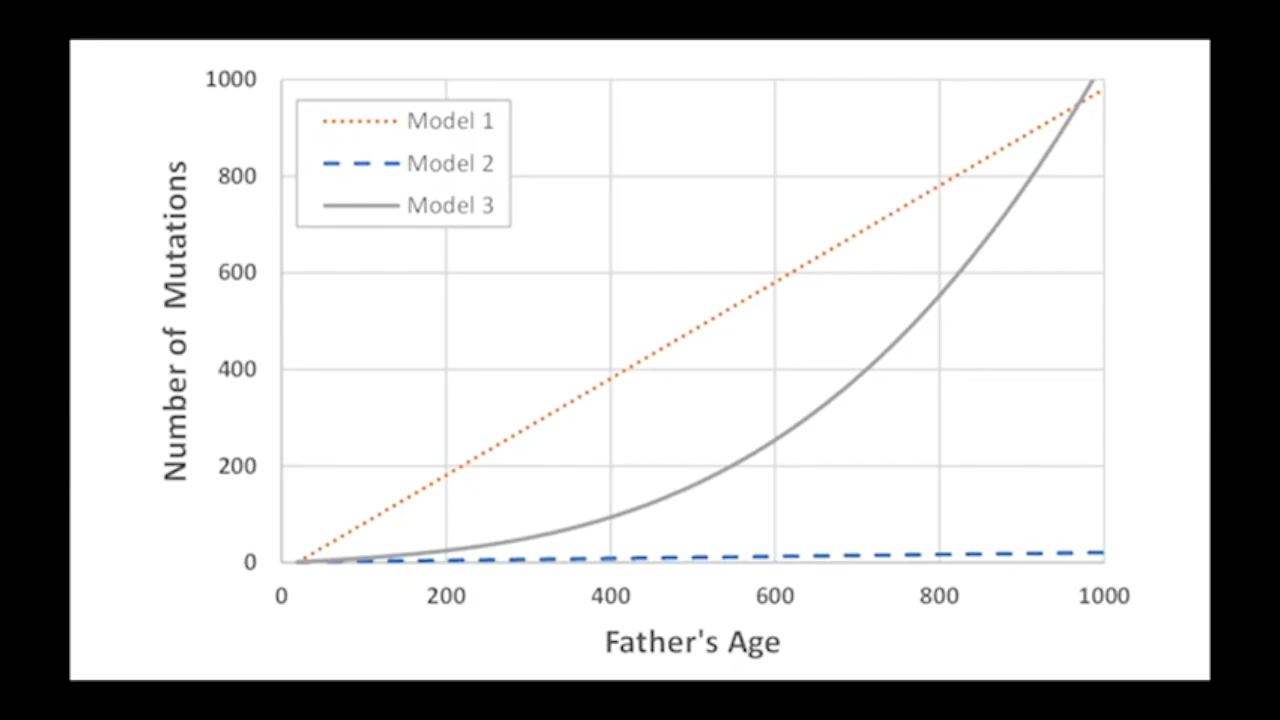 1000
Model 1
Model 2
Model 3
800
600
400
200
0
Number of Mutations
0 200 400 600 800 1000
Father's Age